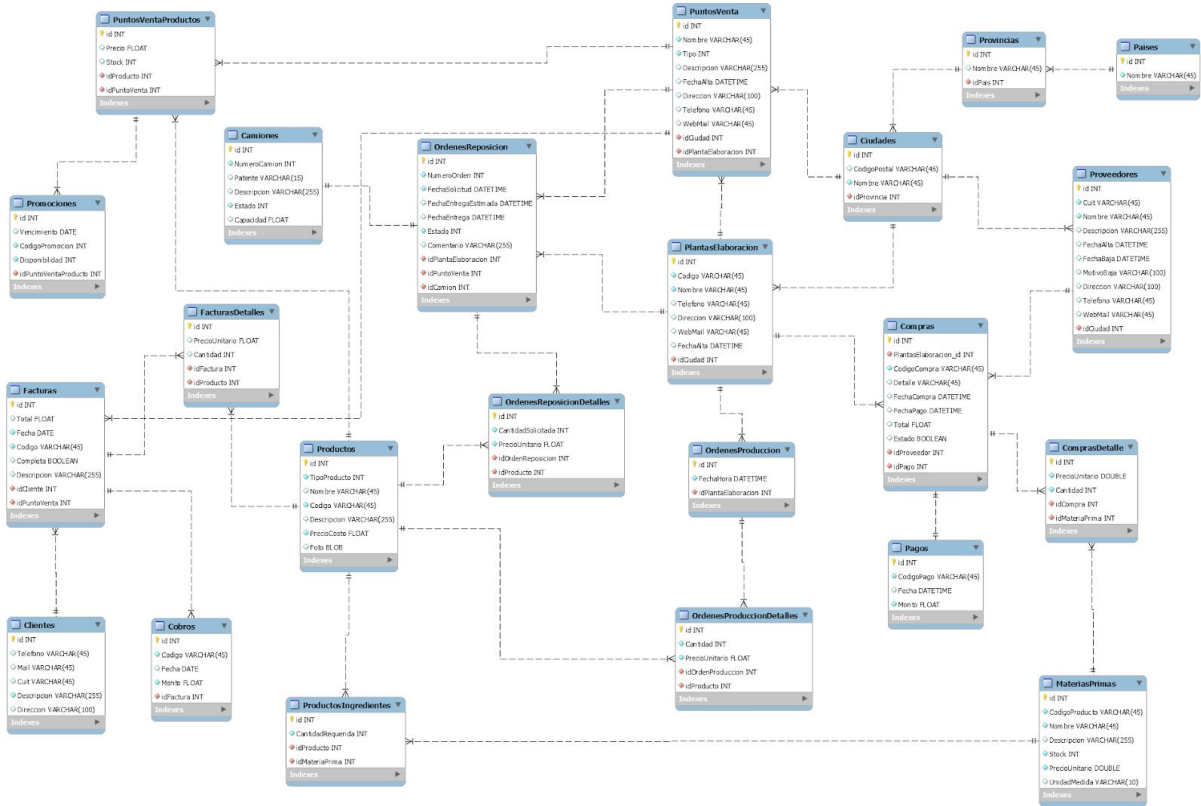 PuntosVentaProductos
id INT
Precio FLOAT
Stock INT
idProducto INT
idPuntoVenta INT
Indexes
PuntosVenta
id INT
Nombre VARCHAR(45)
Tipo INT
Descripcion VARCHAR(255)
FechaAlta DATETIME
Direccion VARCHAR(100)
Telefono VARCHAR(45)
WebMail VARCHAR(45)
idCiudad INT
idPlantaElaboracion INT
Indexes
Provincias
id INT
Nombre VARCHAR(45)
idPais INT
Indexes
Paises
id INT
Nombre VARCHAR(45)
Indexes
Camiones
id INT
NumeroCamion INT
Patente VARCHAR(15)
Descripcion VARCHAR(255)
Estado INT
Capacidad FLOAT
Indexes
OrdenesReposicion
id INT
NumeroOrden INT
FechaSolicitud DATETIME
FechaEntregaEstimada DATETIME
FechaEntrega DATETIME
Estado INT
Comentario VARCHAR(255)
idPlantaElaboracion INT
idPuntoVenta INT
idCamion INT
Indexes
Ciudades
id INT
CodigoPostal VARCHAR(45)
Nombre VARCHAR(45)
idProvncia INT
Indexes
Proveedores
id INT
Cuit VARCHAR(45)
Nombre VARCHAR(45)
Descripcion VARCHAR(255)
FechaAlta DATETIME
FechaBaja DATETIME
MotivoBaja VARCHAR(100)
Direccion VARCHAR(100)
Telefono VARCHAR(45)
WebMail VARCHAR(45)
idCiudad INT
Indexes
Promociones
id INT
Vencimiento DATE
CodigoPromocion INT
Disponibilidad INT
idPuntoVentaProducto INT
Indexes
PlantasElaboracion
id INT
Codigo VARCHAR(45)
Nombre VARCHAR(45)
Telefono VARCHAR(45)
Direccion VARCHAR(100)
WebMail VARCHAR(45)
FechaAlta DATETIME
idCiudad INT
Indexes
FacturasDetalles
id INT
PrecioUnitario FLOAT
Cantidad INT
idFactura INT
idProducto INT
Indexes
Compras
id INT
PlantasElaboracion_id INT
CodigoCompra VARCHAR(45)
Detalle VARCHAR(45)
FechaCompra DATETIME
FechaPago DATETIME
Total FLOAT
Estado BOOLEAN
idProveedor INT
idPago INT
Indexes
Facturas
id INT
Total FLOAT
Fecha DATE
Codigo VARCHAR(45)
Completa BOOLEAN
Descripcion VARCHAR(255)
idCliente INT
idPuntoVenta INT
Indexes
OrdenesReposicionDetalles
id INT
CantidadSolicitada INT
PrecioUnitario FLOAT
idOrdenReposicion INT
idProducto INT
Indexes
Productos
id INT
TipoProducto INT
Nombre VARCHAR(45)
Codigo VARCHAR(45)
Descripcion VARCHAR(255)
PrecioCosto FLOAT
Foto BLOB
Indexes
OrdenesProduccion
id INT
FechaHora DATETIME
idPlantaElaboracion INT
Indexes
ComprasDetalle
id INT
PrecioUnitario DOUBLE
Cantidad INT
idCompra INT
idMateriaPrima INT
Indexes
Pagos
id INT
CodigoPago VARCHAR(45)
Fecha DATETIME
Monto FLOAT
Indexes
Clientes
id INT
Telefono VARCHAR(45)
Mail VARCHAR(45)
Cuit VARCHAR(45)
Descripcion VARCHAR(255)
Direccion VARCHAR(100)
Indexes
Cobros
id INT
Codigo VARCHAR(45)
Fecha DATE
Monto FLOAT
idFactura INT
Indexes
OrdenesProduccionDetalles
id INT
Cantidad INT
PrecioUnitario FLOAT
idOrdenProduccion INT
idProducto INT
Indexes
ProductosIngredientes
id INT
CantidadRequerida INT
idProducto INT
idMateriaPrima INT
Indexes
MateriasPrimas
id INT
CodigoProducto VARCHAR(45)
Nombre VARCHAR(45)
Descripcion VARCHAR(255)
Stock INT
PrecioUnitario DOUBLE
UnidadMedida VARCHAR(10)
Indexes